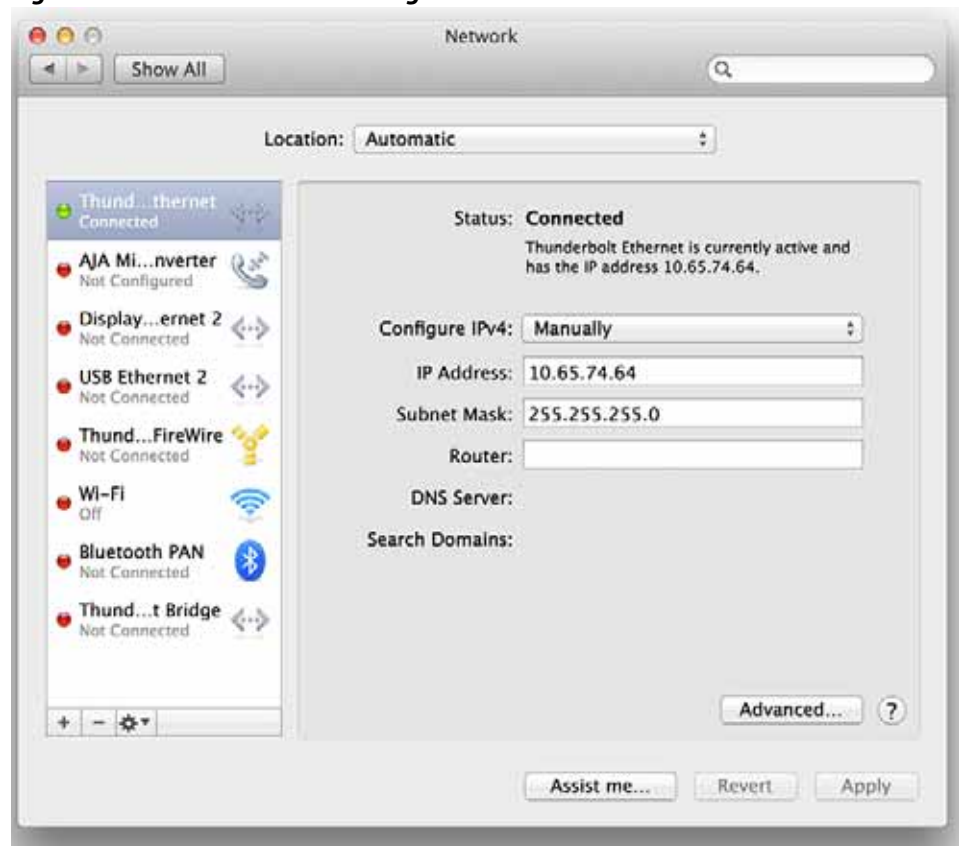 Network
Show All
Location: Automatic
Thund...thernet
Connected
AJA Mi...nverter
Not Configured
Display...ernet 2
Not Connected
USB Ethernet 2
Not Connected
Thund...FireWire
Not Connected
Wi-Fi
Off
Bluetooth PAN
Not Connected
Thund...t Bridge
Not Connected
+ −
Status: Connected
Thunderbolt Ethernet is currently active and
has the IP address 10.65.74.64.
Configure IPv4: Manually
IP Address: 10.65.74.64
Subnet Mask: 255.255.255.0
Router:
DNS Server:
Search Domains:
Advanced... ?
Assist me... Revert Apply